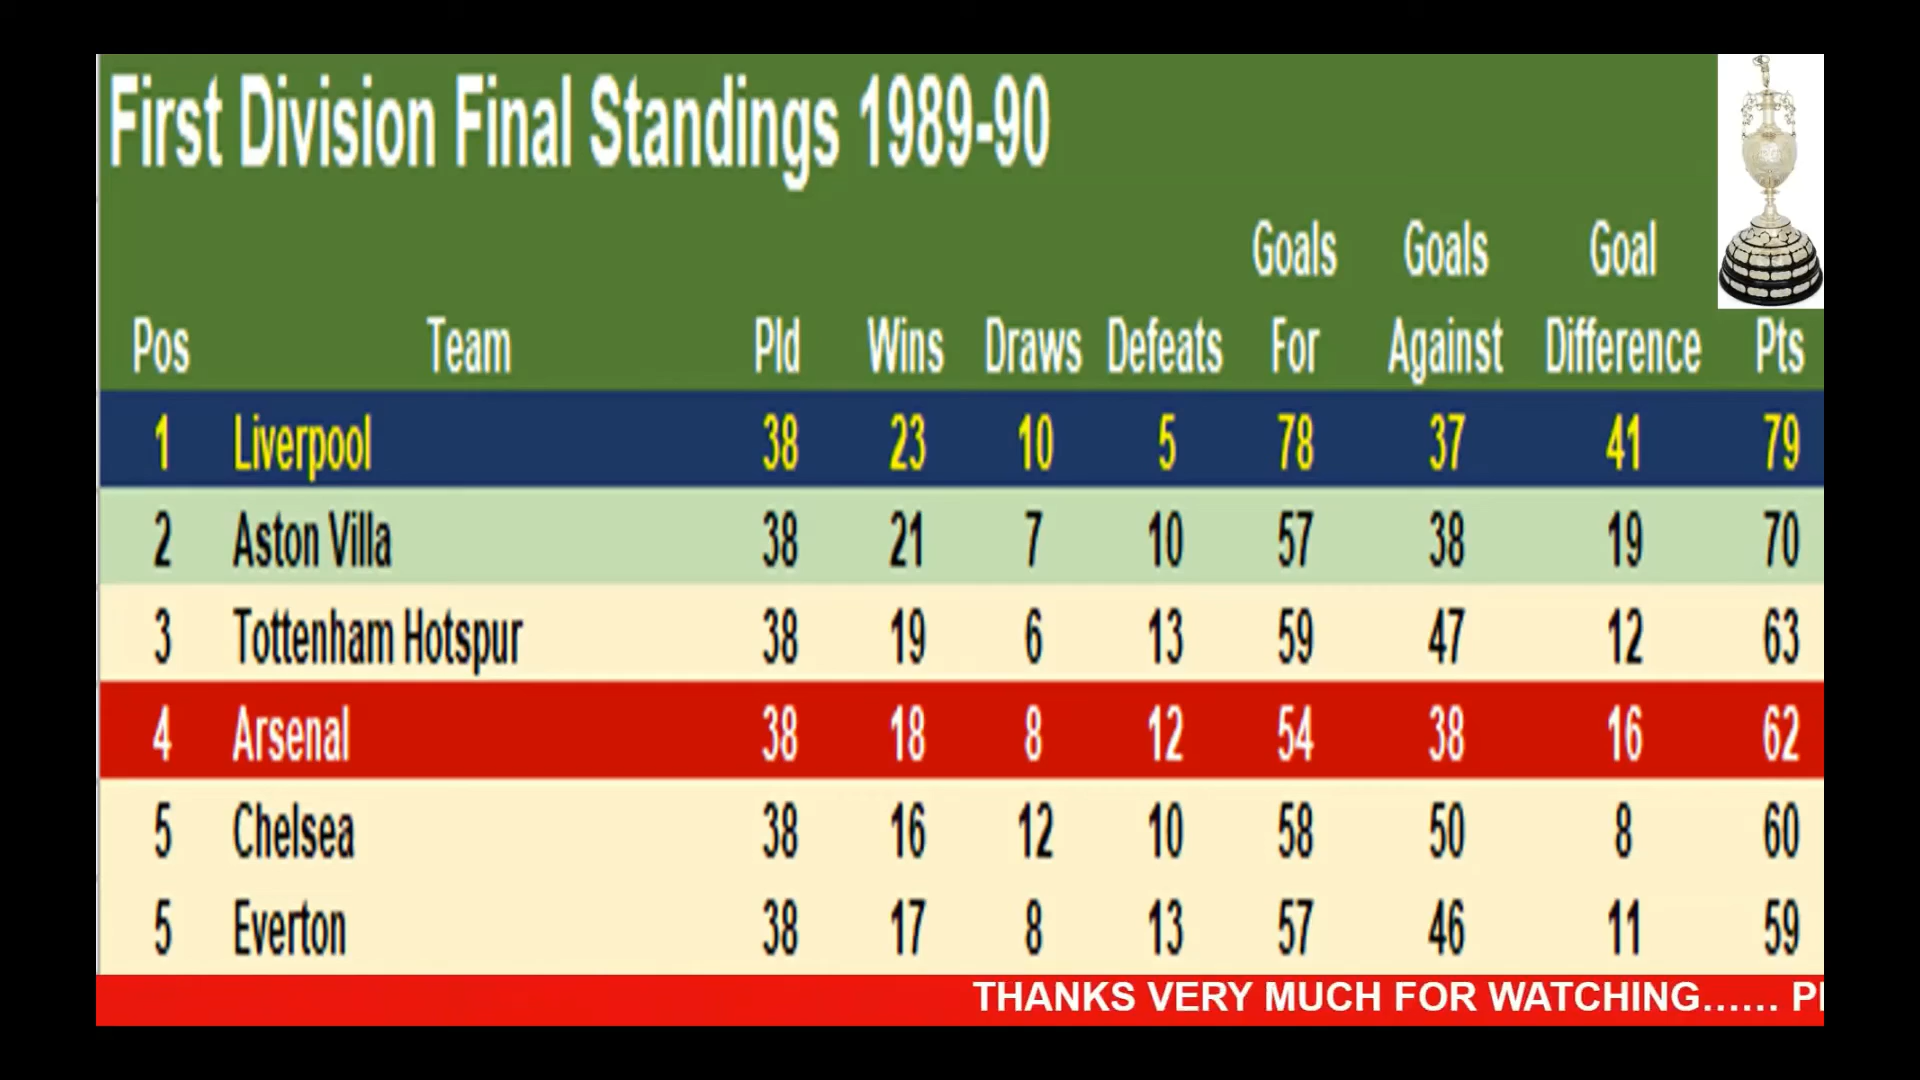 First Division Final Standings 1989-90
Goals Goals Goal
Pos Team Pld Wins Draws Defeats For Against Difference Pts
1 Liverpool 38 23 10 5 78 37 41 79
2 Aston Villa 38 21 7 10 57 38 19 70
3 Tottenham Hotspur 38 19 6 13 59 47 12 63
4 Arsenal 38 18 8 12 54 38 16 62
5 Chelsea 38 16 12 10 58 50 8 60
5 Everton 38 17 8 13 57 46 11 59
THANKS VERY MUCH FOR WATCHING......